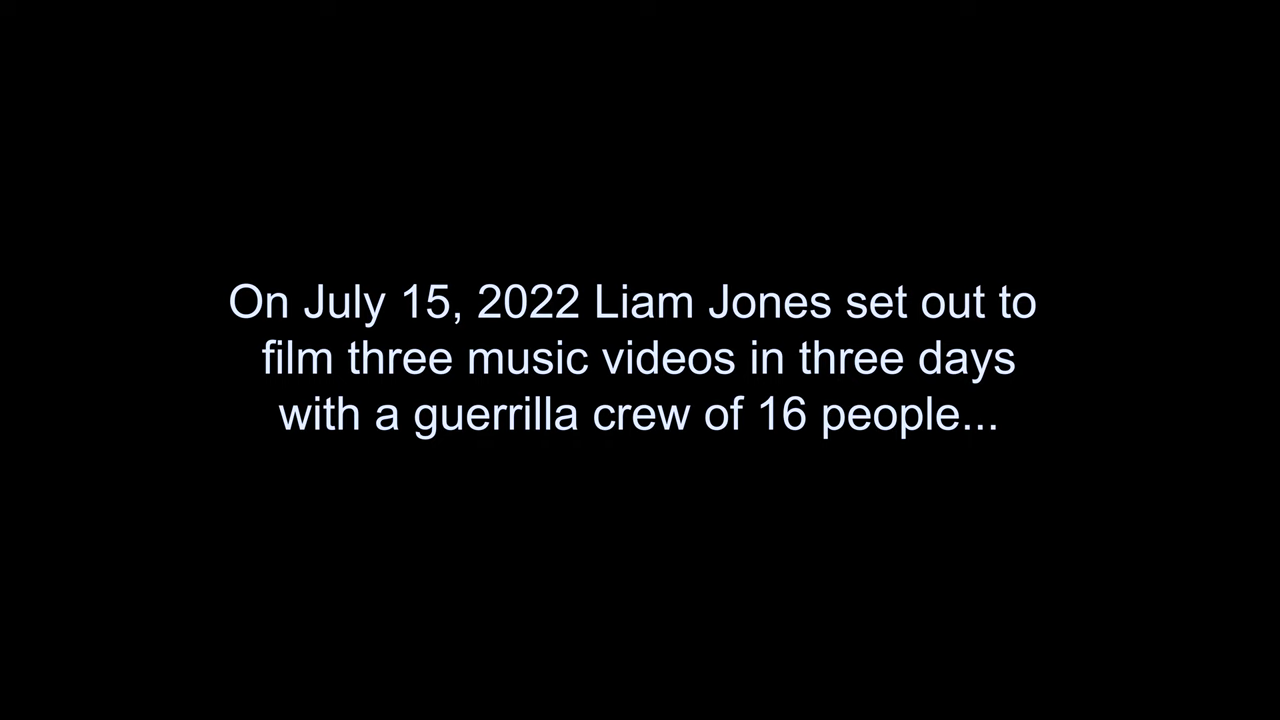 On July 15, 2022 Liam Jones set out to
film three music videos in three days
with a guerrilla crew of 16 people...